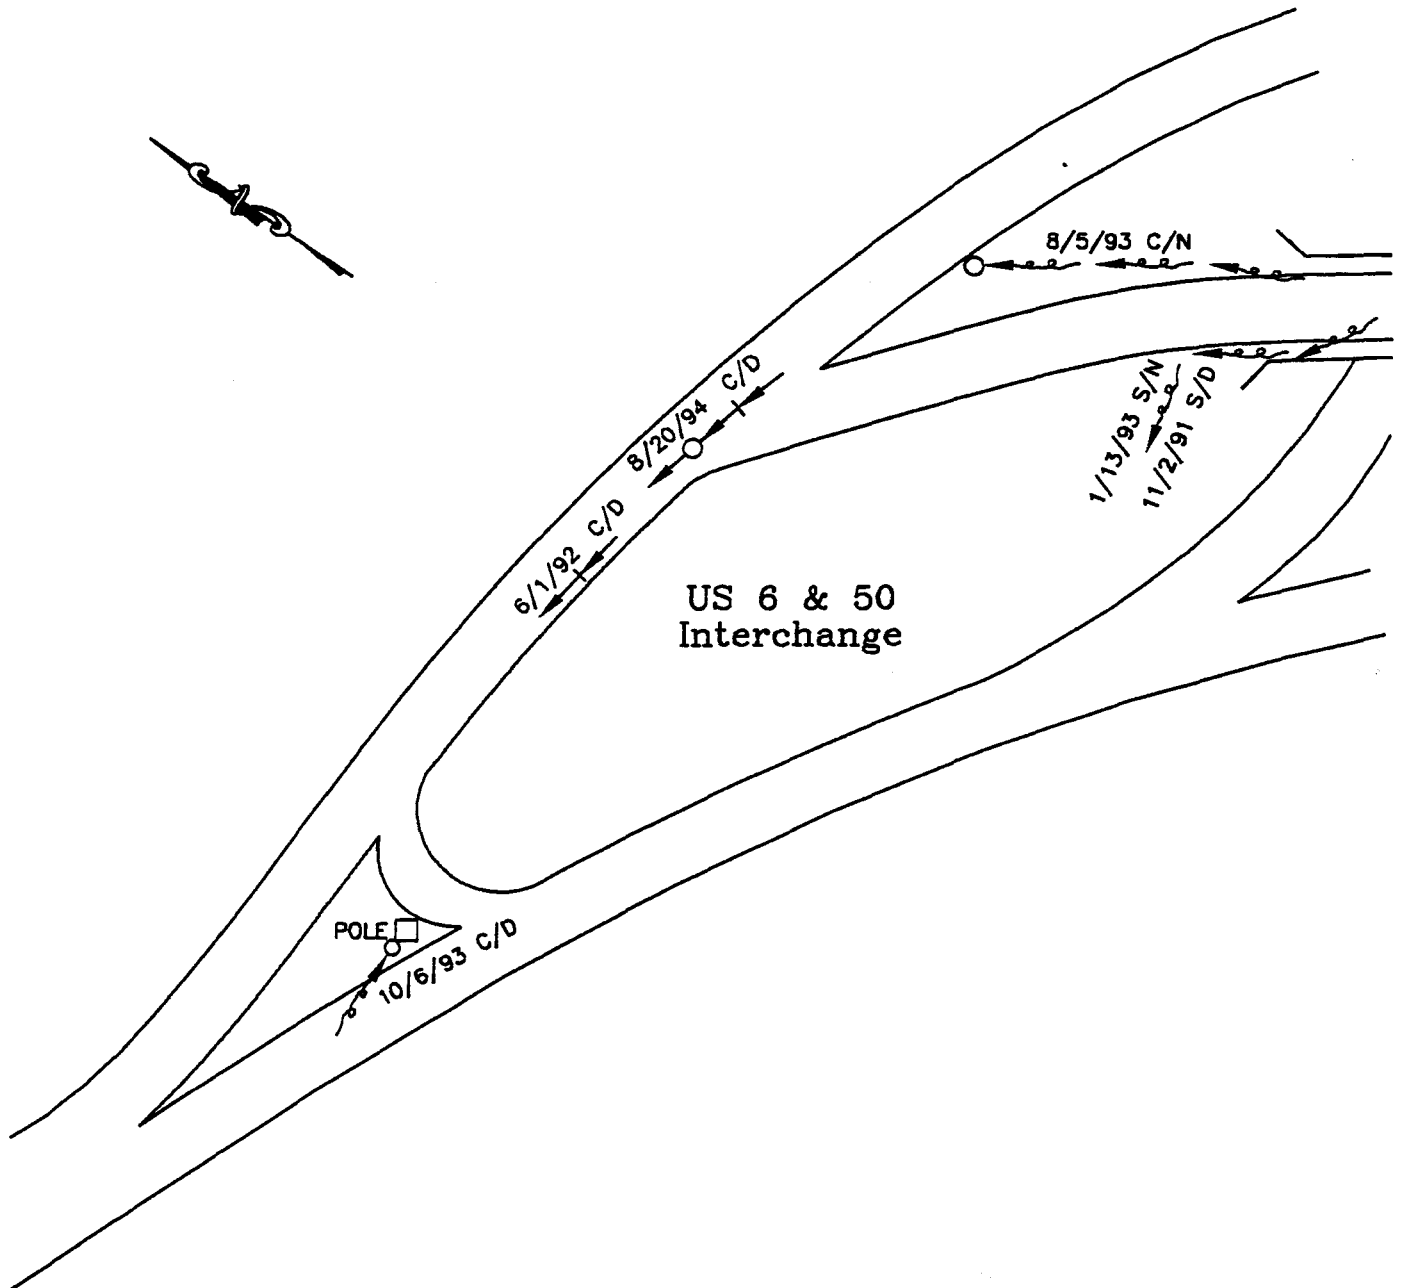 8/5/93 C/N
8/20/94 C/D
1/13/93 S/N
11/2/91 S/D
6/1/92 C/D
US 6 & 50
Interchange
POLE
10/6/93 C/D